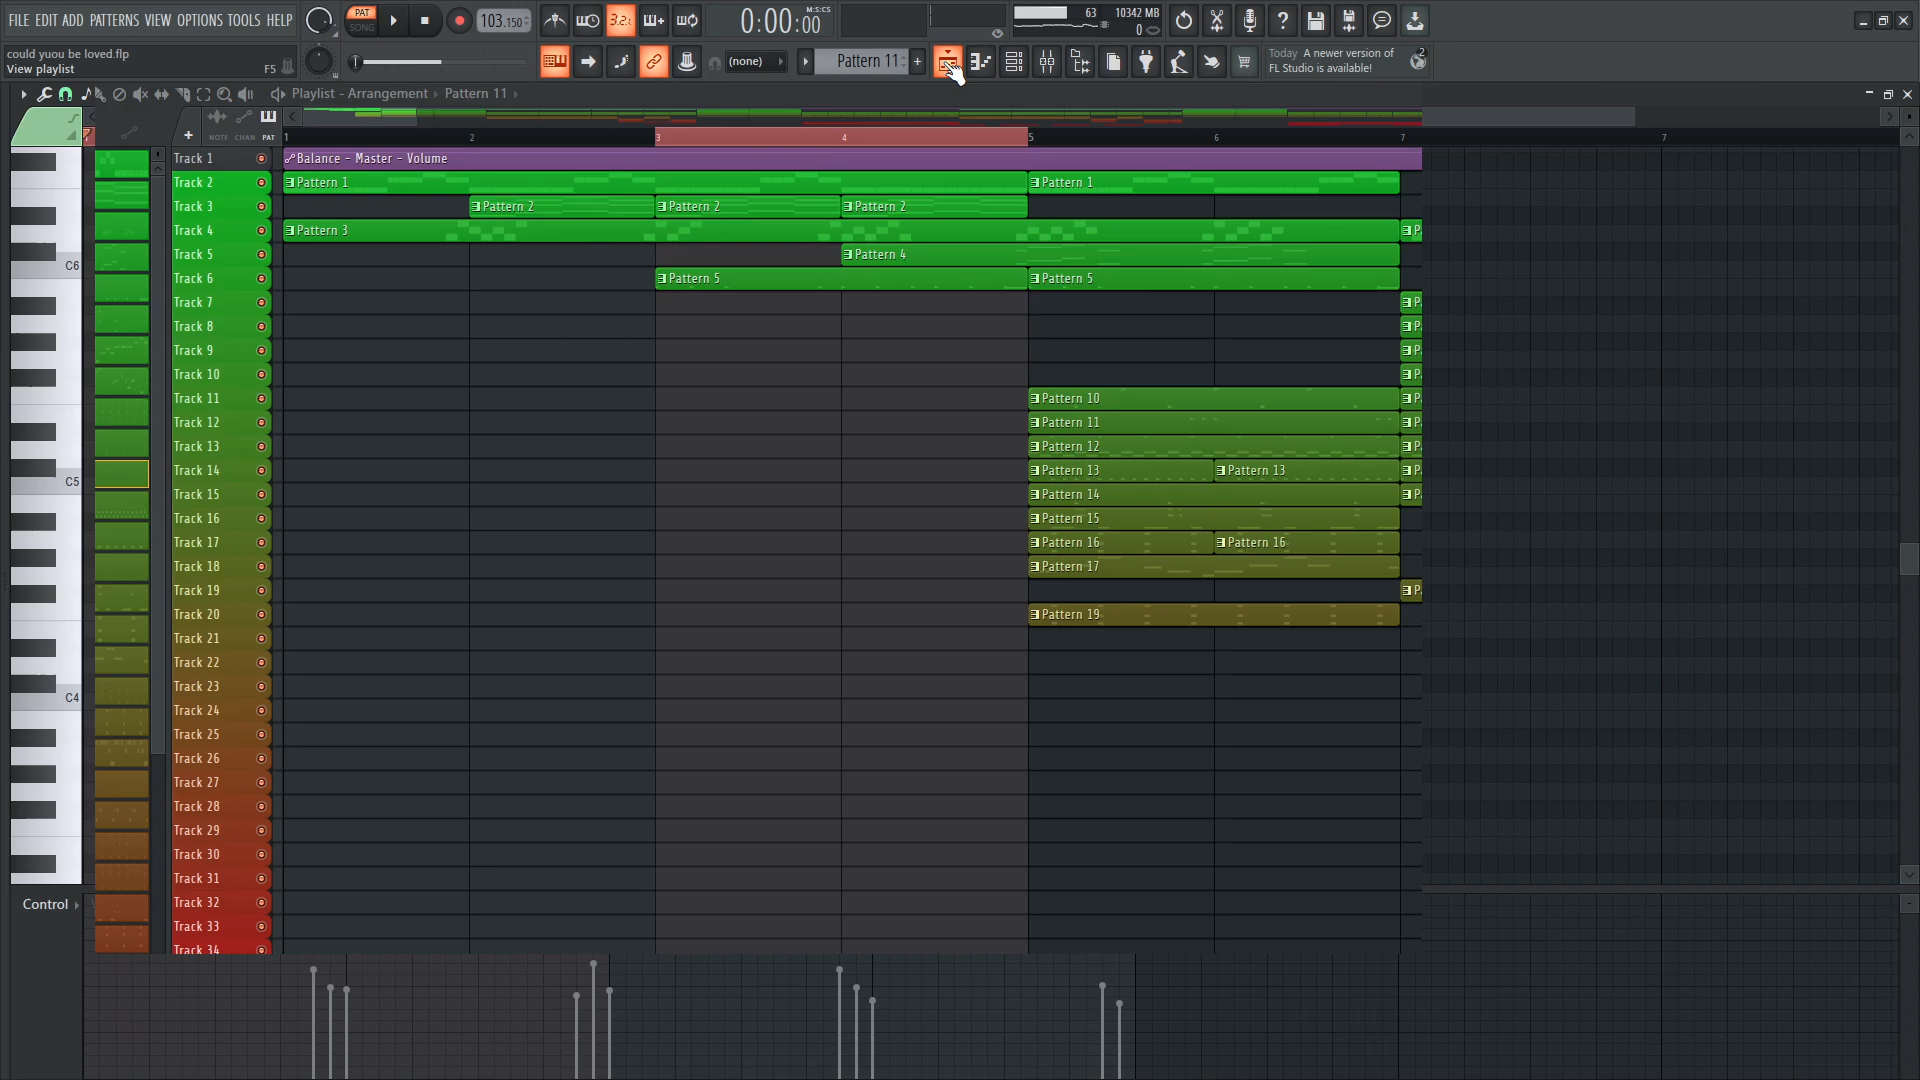 FILE EDIT ADD PATTERNS VIEW OPTIONS TOOLS HELP
PAT
SONG
103.150
3.2.
0:00:00
M:S:CS
63
10342 MB
0
could yuou be loved.flp
View playlist
F5
(none)
Pattern 11
+
Today A newer version of
FL Studio is available!
2
Playlist - Arrangement
Pattern 11
NOTE CHAN PAT
1 2 3 4 5 6 7 7
Track 1 Balance - Master - Volume
Track 2 Pattern 1 Pattern 1
Track 3 Pattern 2 Pattern 2 Pattern 2
Track 4 Pattern 3 P
Track 5 Pattern 4
Track 6 Pattern 5 Pattern 5
Track 7 P
Track 8 P
Track 9 P
Track 10 P
Track 11 Pattern 10 P
Track 12 Pattern 11 P
Track 13 Pattern 12 P
Track 14 Pattern 13 Pattern 13 P
Track 15 Pattern 14 P
Track 16 Pattern 15
Track 17 Pattern 16 Pattern 16
Track 18 Pattern 17
Track 19 P
Track 20 Pattern 19
Track 21
Track 22
Track 23
Track 24
Track 25
Track 26
Track 27
Track 28
Track 29
Track 30
Track 31
Track 32
Track 33
Track 34
C6
C5
C4
Control